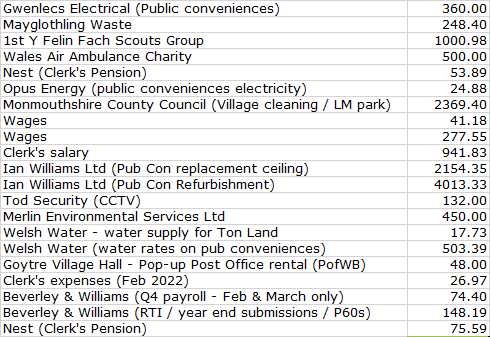 Gwenlecs Electrical (Public conveniences) 360.00
Mayglothling Waste 248.40
1st Y Felin Fach Scouts Group 1000.98
Wales Air Ambulance Charity 500.00
Nest (Clerk's Pension) 53.89
Opus Energy (public conveniences electricity) 24.88
Monmouthshire County Council (Village cleaning / LM park) 2369.40
Wages 41.18
Wages 277.55
Clerk's salary 941.83
Ian Williams Ltd (Pub Con replacement ceiling) 2154.35
Ian Williams Ltd (Pub Con Refurbishment) 4013.33
Tod Security (CCTV) 132.00
Merlin Environmental Services Ltd 450.00
Welsh Water - water supply for Ton Land 17.73
Welsh Water (water rates on pub conveniences) 503.39
Goytre Village Hall - Pop-up Post Office rental (PofWB) 48.00
Clerk's expenses (Feb 2022) 26.97
Beverley & Williams (Q4 payroll - Feb & March only) 74.40
Beverley & Williams (RTI / year end submissions / P60s) 148.19
Nest (Clerk's Pension) 75.59